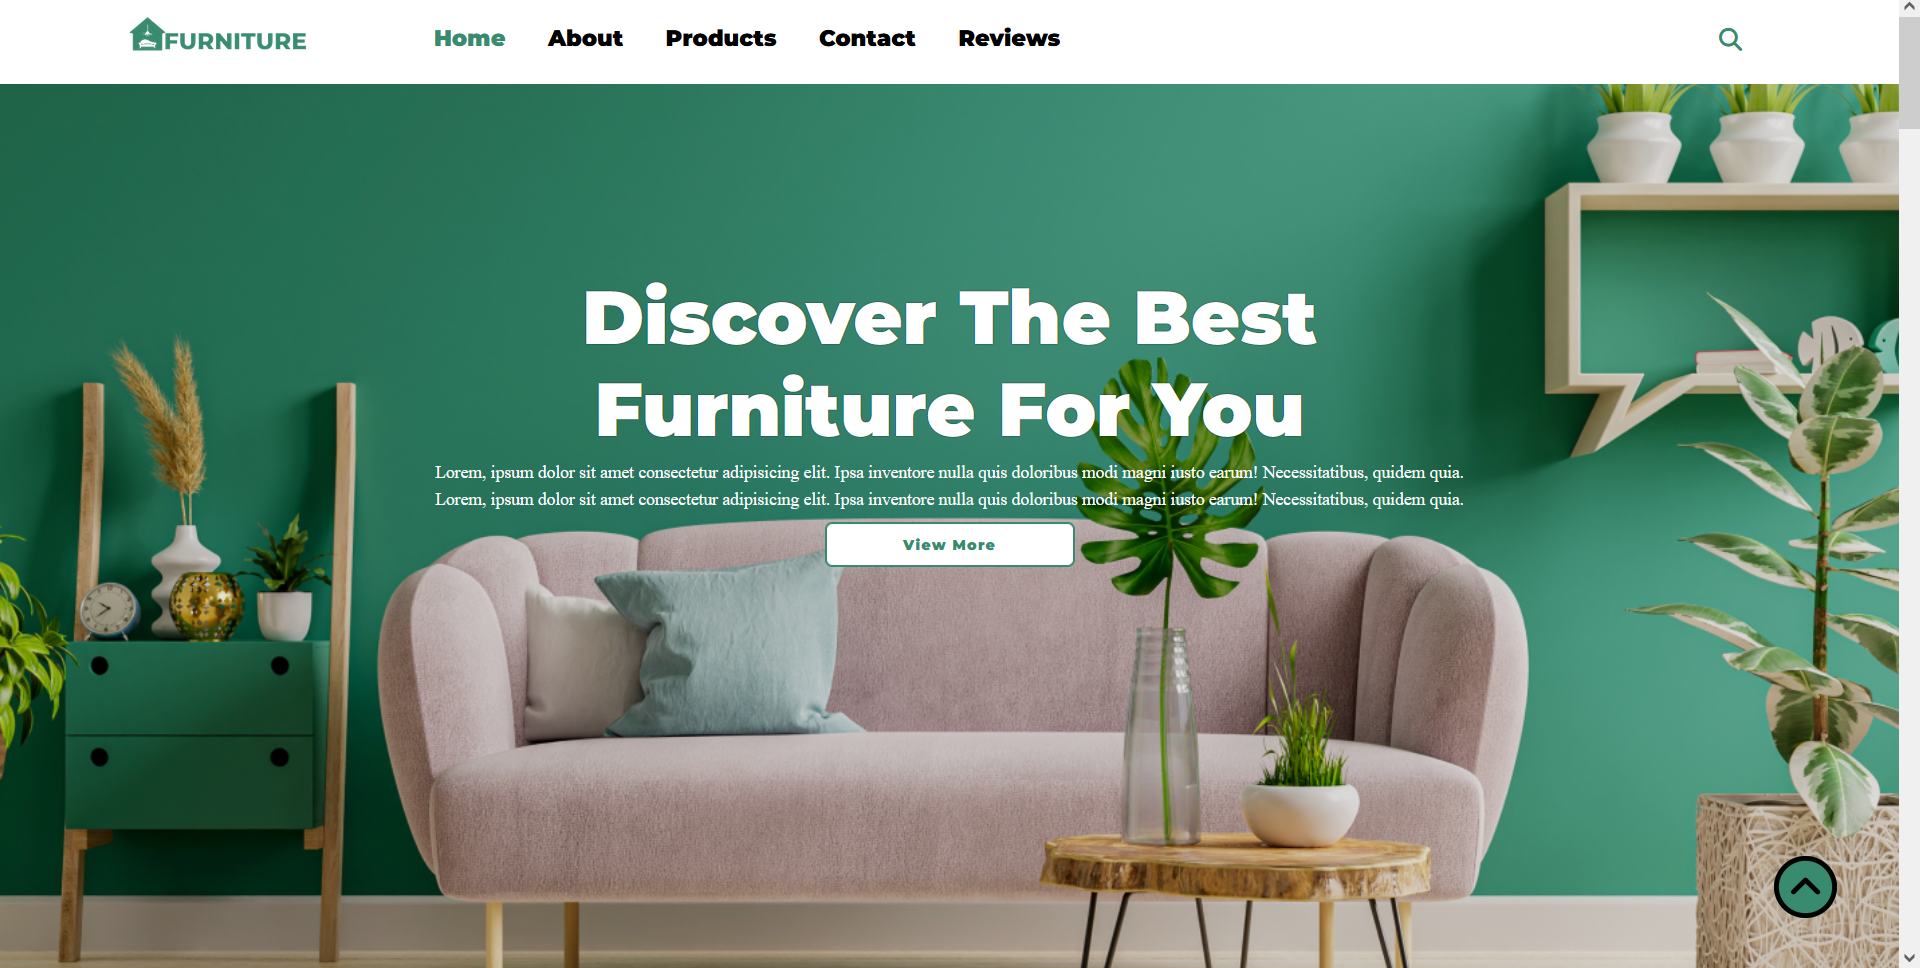 FURNITURE
Home About Products Contact Reviews
Discover The Best
Furniture For You
Lorem, ipsum dolor sit amet consectetur adipisicing elit. Ipsa inventore nulla quis doloribus modi magni iusto earum! Necessitatibus, quidem quia.
Lorem, ipsum dolor sit amet consectetur adipisicing elit. Ipsa inventore nulla quis doloribus modi magni iusto earum! Necessitatibus, quidem quia.
View More